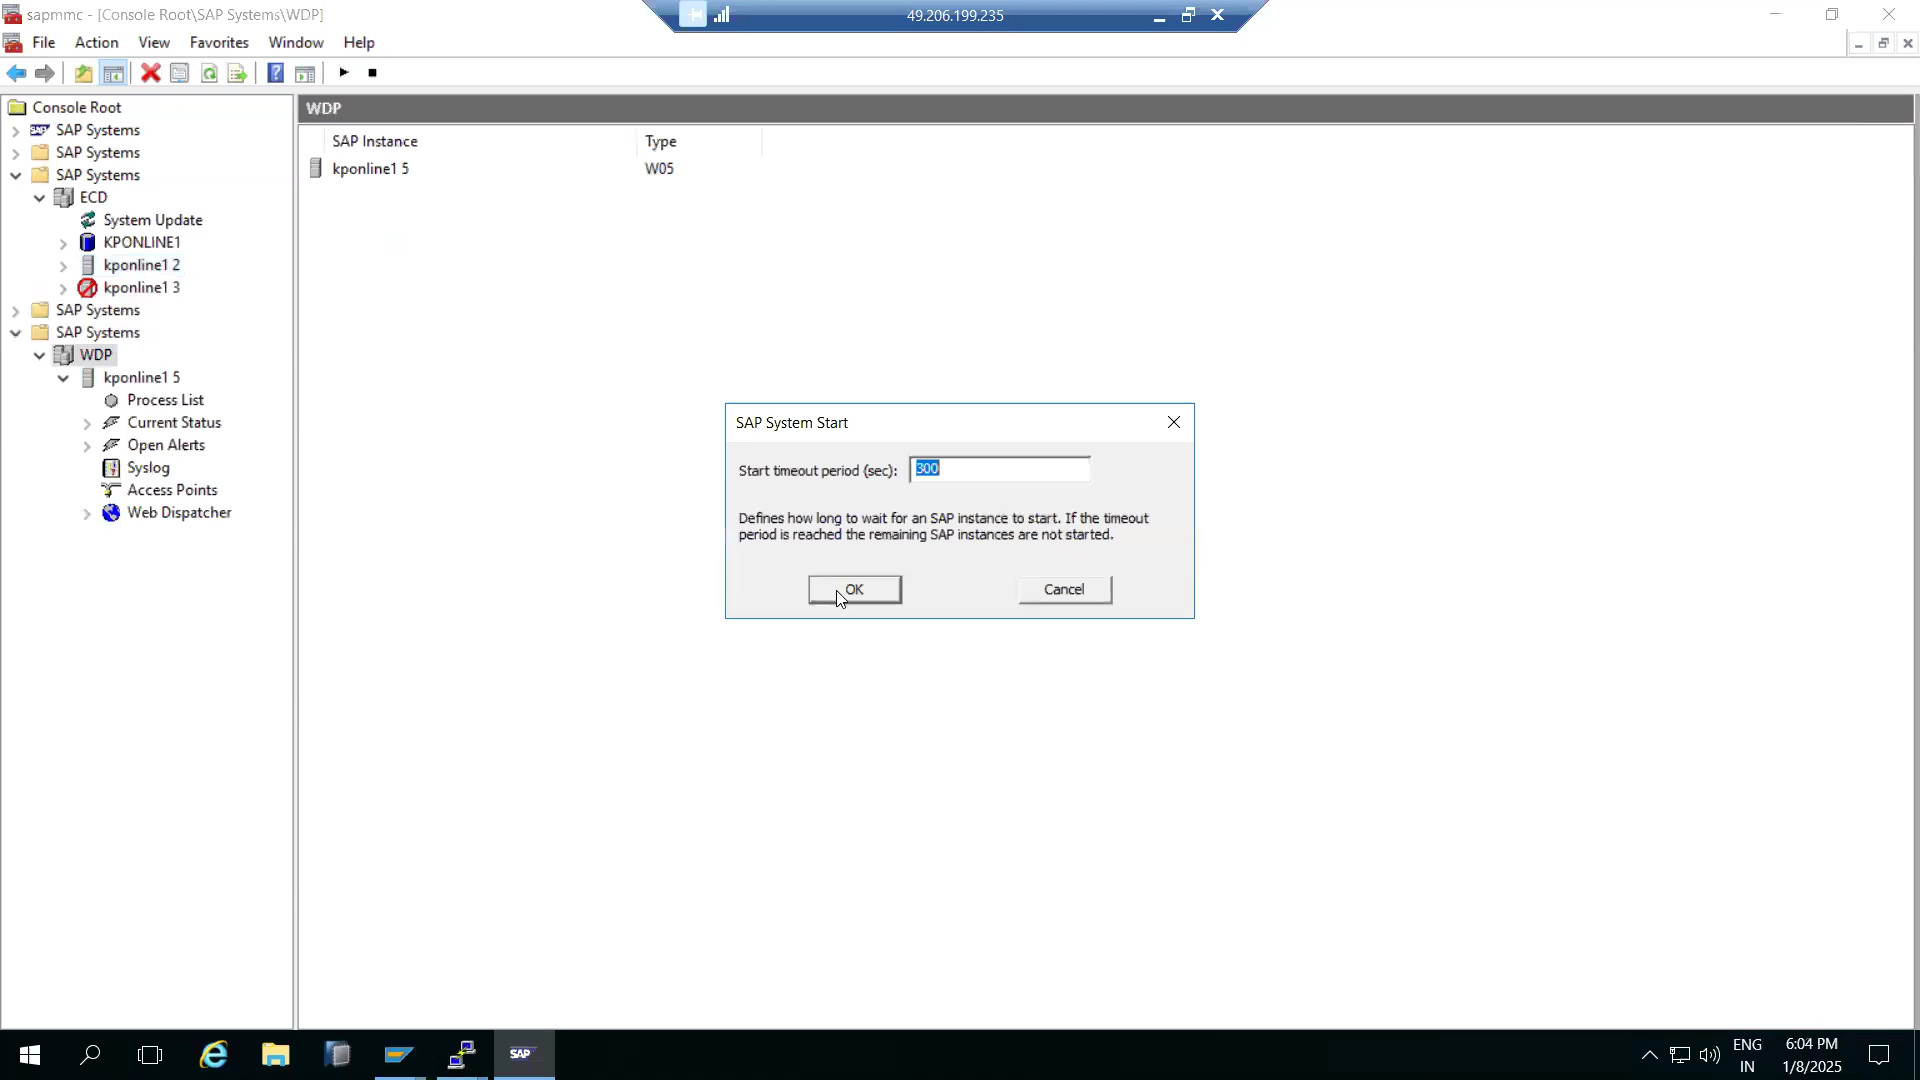 sapmmc - [Console Root\SAP Systems\WDP]
49.206.199.235
File Action View Favorites Window Help
Console Root
SAP Systems
SAP Systems
SAP Systems
ECD
System Update
KPONLINE1
kponline1 2
kponline1 3
SAP Systems
SAP Systems
WDP
kponline1 5
Process List
Current Status
Open Alerts
Syslog
Access Points
Web Dispatcher
WDP
SAP Instance Type
kponline1 5 W05
SAP System Start
Start timeout period (sec): 300
Defines how long to wait for an SAP instance to start. If the timeout
period is reached the remaining SAP instances are not started.
OK Cancel
SAP
ENG
IN
6:04 PM
1/8/2025